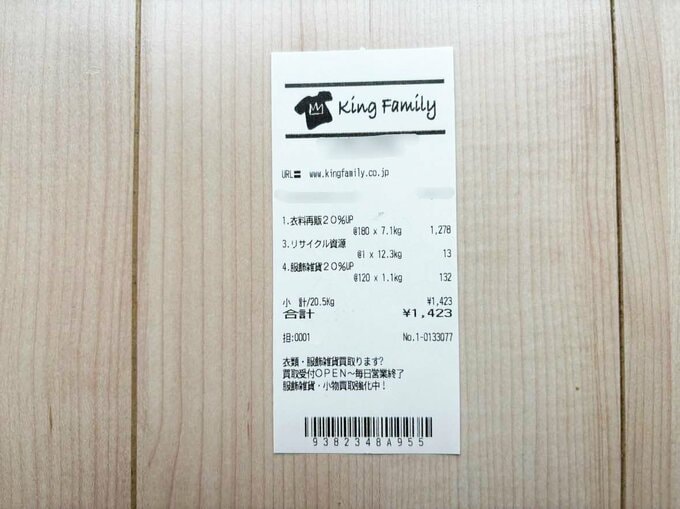 King Family
URL〓 www.kingfamily.co.jp
1.衣料再販20%UP
@180 x 7.1kg 1,278
3.リサイクル資源
@1 x 12.3kg 13
4.服飾雑貨20%UP
@120 x 1.1kg 132
小 計/20.5Kg ¥1,423
合計 ¥1,423
担:0001 No.1-0133077
衣類・服飾雑貨買取ります?
買取受付OPEN～毎日営業終了
服飾雑貨・小物買取強化中!
9382348A955